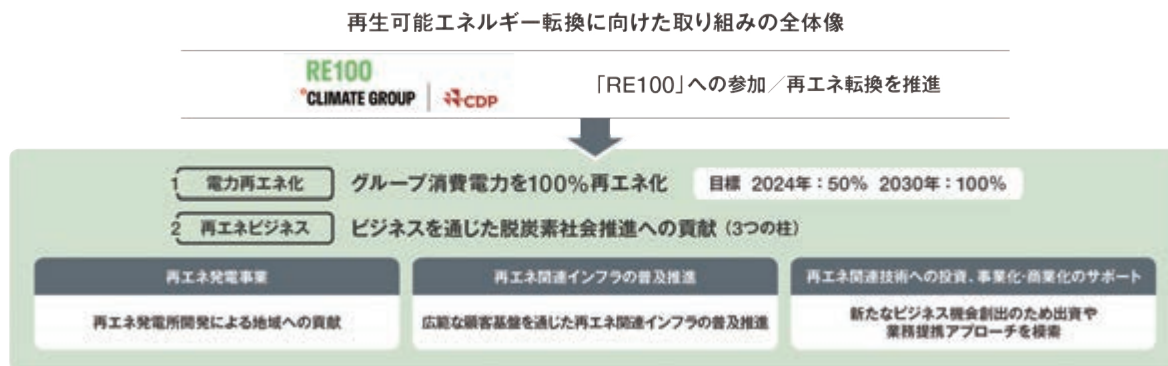 再生可能エネルギー転換に向けた取り組みの全体像
RE100
°CLIMATE GROUP
CDP
「RE100」への参加／再エネ転換を推進
1 電力再エネ化 グループ消費電力を100%再エネ化 目標 2024年：50% 2030年：100%
2 再エネビジネス ビジネスを通じた脱炭素社会推進への貢献（3つの柱）
再エネ発電事業
再エネ発電所開発による地域への貢献
再エネ関連インフラの普及推進
広範な顧客基盤を通じた再エネ関連インフラの普及推進
再エネ関連技術への投資、事業化・商業化のサポート
新たなビジネス機会創出のため出資や
業務提携アプローチを模索